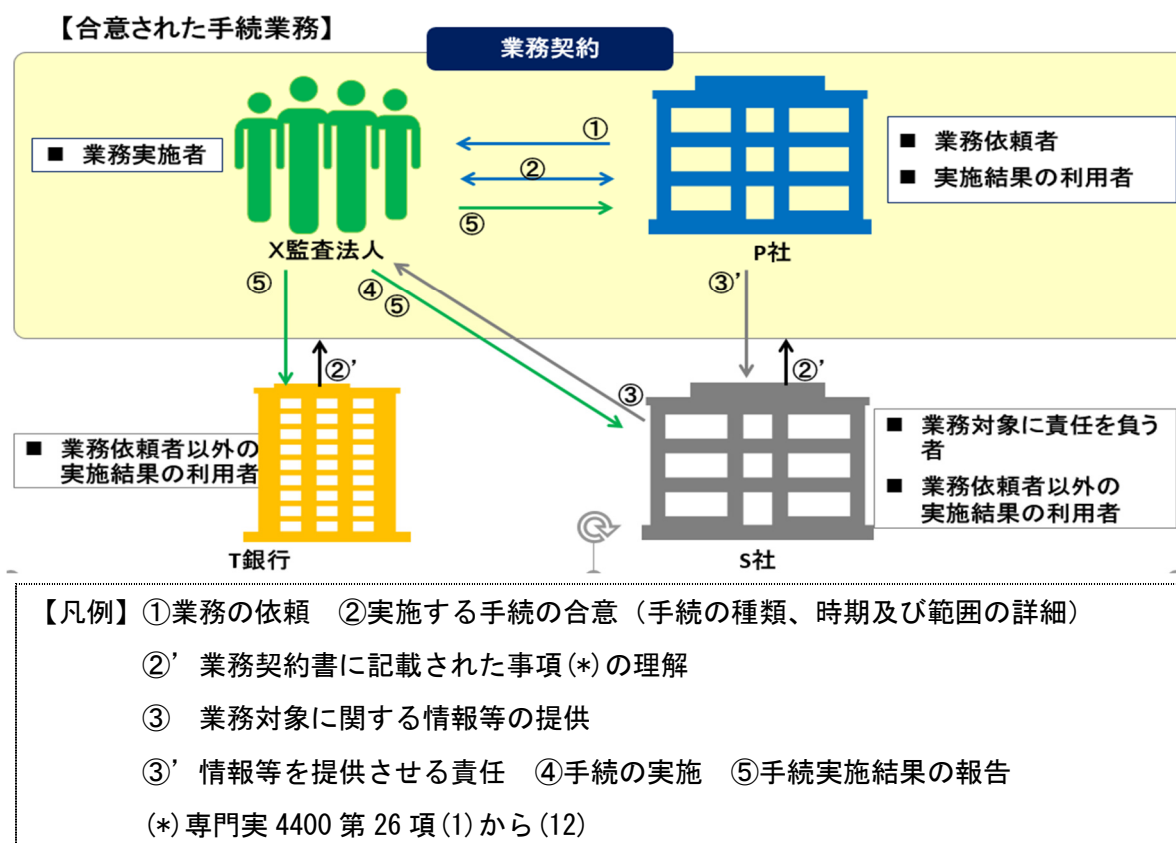 【合意された手続業務】
業務契約
■ 業務実施者
①
②
⑤
■ 業務依頼者
■ 実施結果の利用者
X監査法人
P社
⑤
④
⑤
③’
②’
③
②’
■ 業務依頼者以外の
実施結果の利用者
■ 業務対象に責任を負う
者
■ 業務依頼者以外の
実施結果の利用者
T銀行
S社
【凡例】①業務の依頼　②実施する手続の合意（手続の種類、時期及び範囲の詳細）
②’ 業務契約書に記載された事項(*)の理解
③　業務対象に関する情報等の提供
③’ 情報等を提供させる責任　④手続の実施　⑤手続実施結果の報告
(*)専門実 4400 第 26 項(1)から(12)